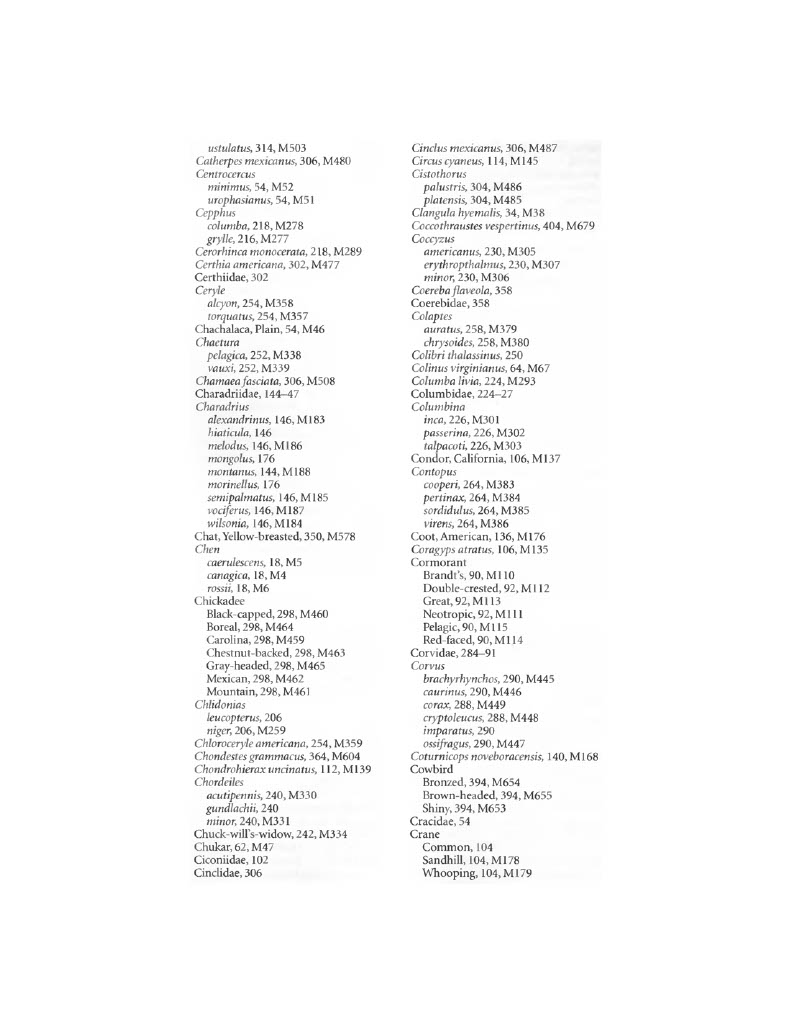 ustulatus, 314, M503
Catherpes mexicanus, 306, M480
Centrocercus
minimus, 54, M52
urophasianus, 54, M51
Cepphus
columba, 218, M278
grylle, 216, M277
Cerorhinca monocerata, 218, M289
Certhia americana, 302, M477
Certhiidae, 302
Ceryle
alcyon, 254, M358
torquatus, 254, M357
Chachalaca, Plain, 54, M46
Chaetura
pelagica, 252, M338
vauxi, 252, M339
Chamaea fasciata, 306, M508
Charadriidae, 144–47
Charadrius
alexandrinus, 146, M183
hiaticula, 146
melodus, 146, M186
mongolus, 176
montanus, 144, M188
morinellus, 176
semipalmatus, 146, M185
vociferus, 146, M187
wilsonia, 146, M184
Chat, Yellow-breasted, 350, M578
Chen
caerulescens, 18, M5
canagica, 18, M4
rossii, 18, M6
Chickadee
Black-capped, 298, M460
Boreal, 298, M464
Carolina, 298, M459
Chestnut-backed, 298, M463
Gray-headed, 298, M465
Mexican, 298, M462
Mountain, 298, M461
Chlidonias
leucopterus, 206
niger, 206, M259
Chloroceryle americana, 254, M359
Chondestes grammacus, 364, M604
Chondrohierax uncinatus, 112, M139
Chordeiles
acutipennis, 240, M330
gundlachii, 240
minor, 240, M331
Chuck-will's-widow, 242, M334
Chukar, 62, M47
Ciconiidae, 102
Cinclidae, 306
Cinclus mexicanus, 306, M487
Circus cyaneus, 114, M145
Cistothorus
palustris, 304, M486
platensis, 304, M485
Clangula hyemalis, 34, M38
Coccothraustes vespertinus, 404, M679
Coccyzus
americanus, 230, M305
erythropthalmus, 230, M307
minor, 230, M306
Coereba flaveola, 358
Coerebidae, 358
Colaptes
auratus, 258, M379
chrysoides, 258, M380
Colibri thalassinus, 250
Colinus virginianus, 64, M67
Columba livia, 224, M293
Columbidae, 224–27
Columbina
inca, 226, M301
passerina, 226, M302
talpacoti, 226, M303
Condor, California, 106, M137
Contopus
cooperi, 264, M383
pertinax, 264, M384
sordidulus, 264, M385
virens, 264, M386
Coot, American, 136, M176
Coragyps atratus, 106, M135
Cormorant
Brandt's, 90, M110
Double-crested, 92, M112
Great, 92, M113
Neotropic, 92, M111
Pelagic, 90, M115
Red-faced, 90, M114
Corvidae, 284–91
Corvus
brachyrhynchos, 290, M445
caurinus, 290, M446
corax, 288, M449
cryptoleucus, 288, M448
imparatus, 290
ossifragus, 290, M447
Coturnicops noveboracensis, 140, M168
Cowbird
Bronzed, 394, M654
Brown-headed, 394, M655
Shiny, 394, M653
Cracidae, 54
Crane
Common, 104
Sandhill, 104, M178
Whooping, 104, M179